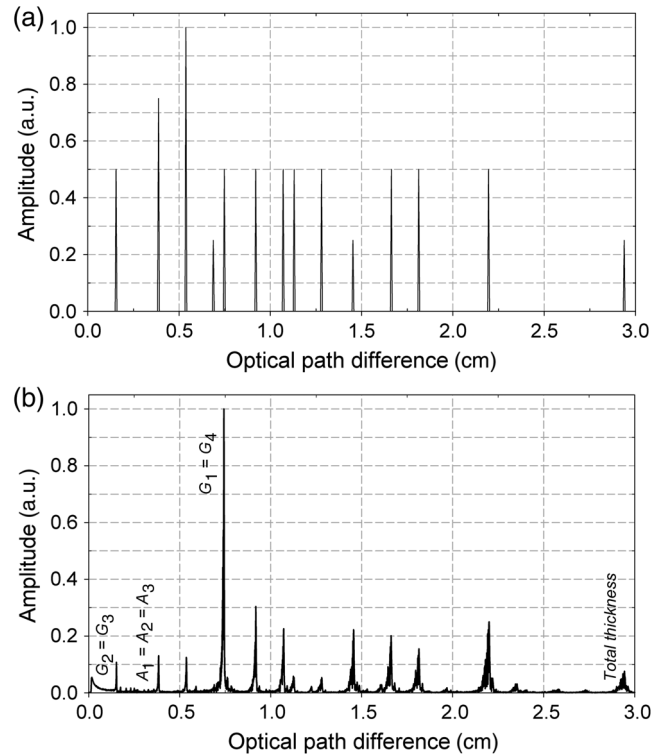 (a)
1.0
0.8
0.6
0.4
0.2
0.0
Amplitude (a.u.)
0.0 0.5 1.0 1.5 2.0 2.5 3.0
Optical path difference (cm)
(b)
1.0
0.8
0.6
0.4
0.2
0.0
Amplitude (a.u.)
G2 = G3
A1 = A2 = A3
G1 = G4
Total thickness
0.0 0.5 1.0 1.5 2.0 2.5 3.0
Optical path difference (cm)